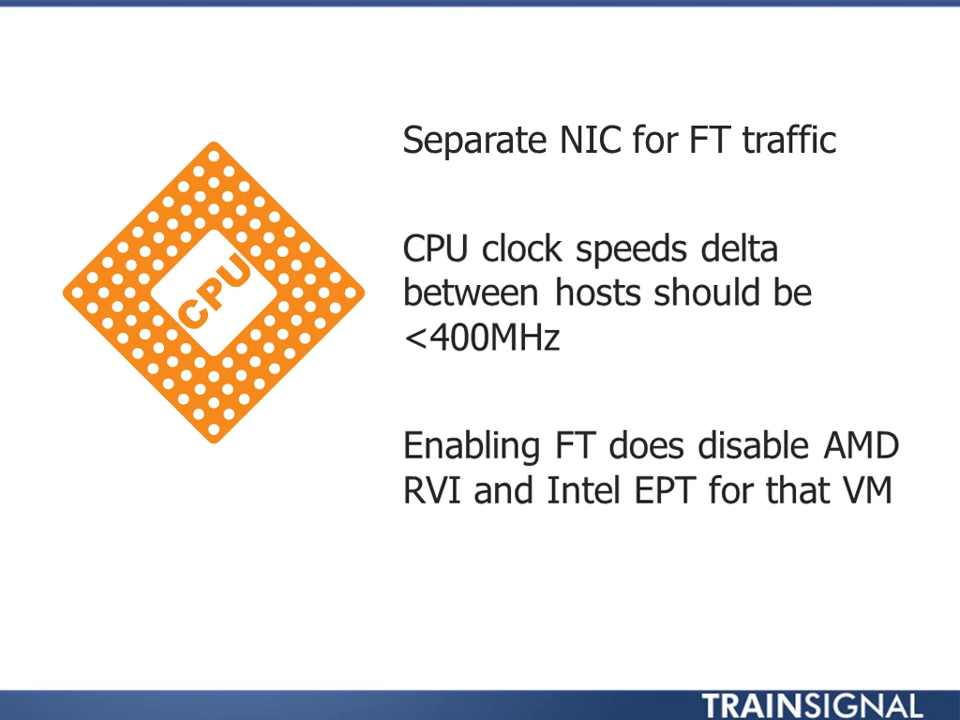 CPU
Separate NIC for FT traffic
CPU clock speeds delta
between hosts should be
<400MHz
Enabling FT does disable AMD
RVI and Intel EPT for that VM
TRAINSIGNAL